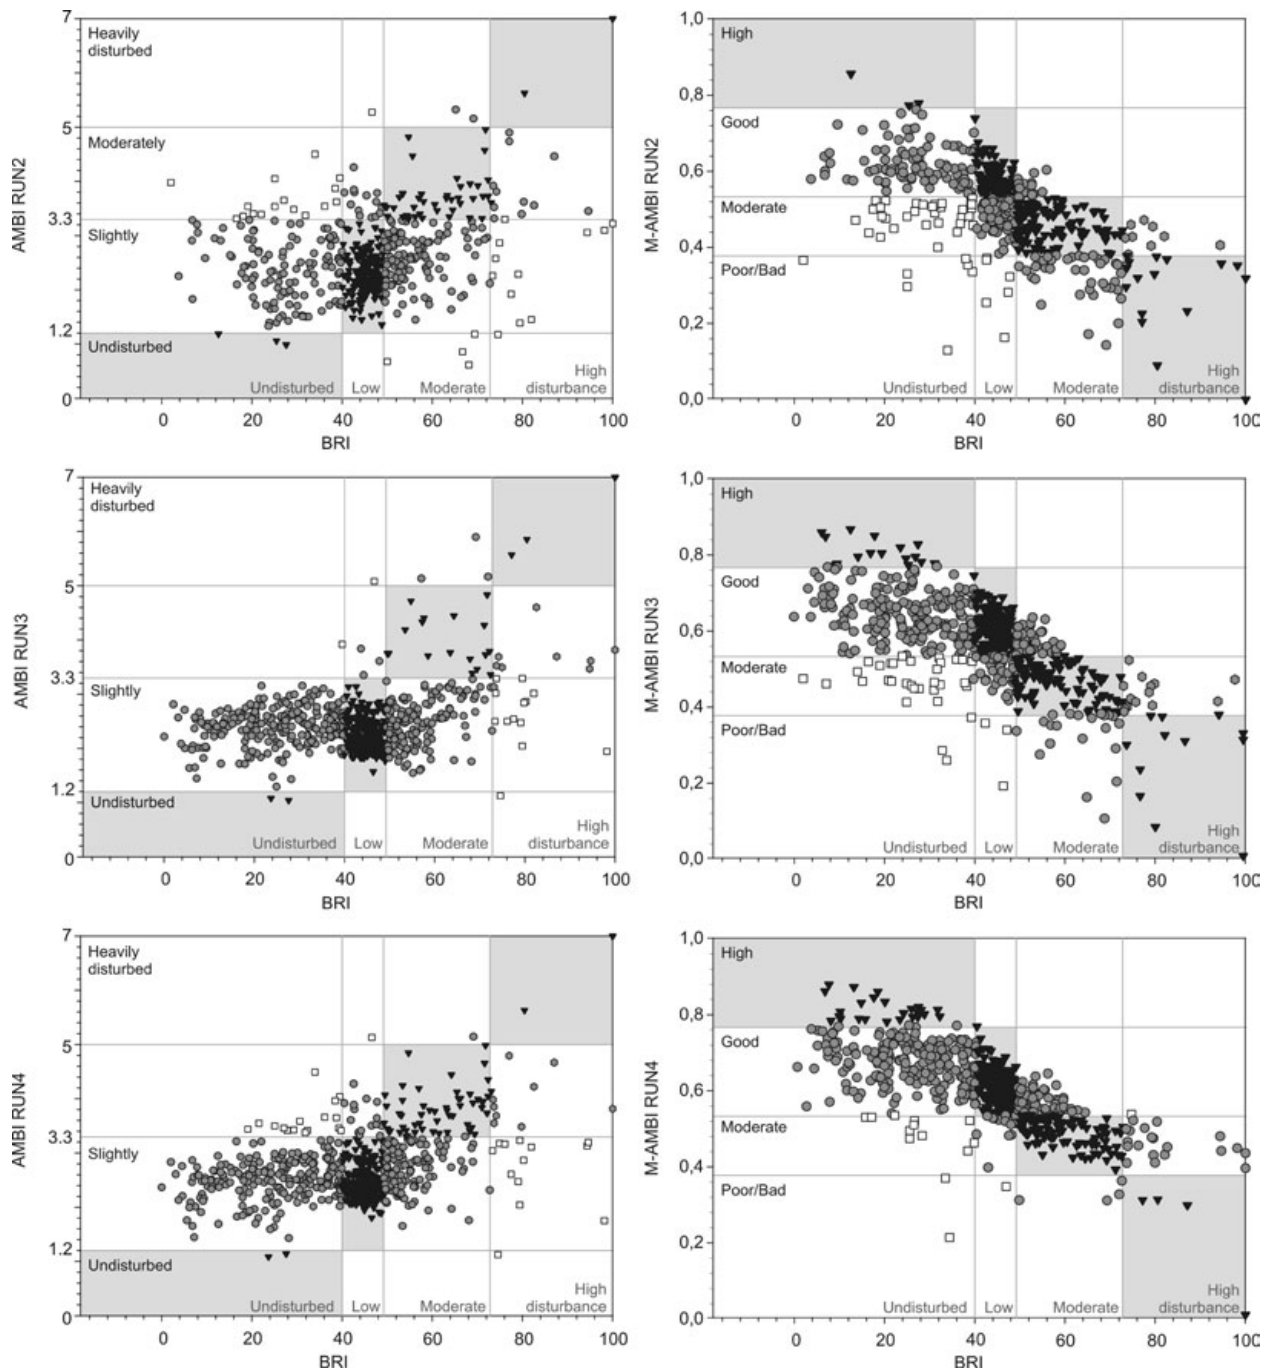 7
Heavily
disturbed
5
Moderately
3.3
Slightly
1.2
Undisturbed
0
Undisturbed
Low
Moderate
High
disturbance
0 20 40 60 80 100
BRI
AMBI RUN2
1,0
High
0,8
Good
0,6
Moderate
0,4
Poor/Bad
0,2
0,0
Undisturbed
Low
Moderate
High
disturbance
0 20 40 60 80 100
BRI
M-AMBI RUN2
7
Heavily
disturbed
5
3.3
Slightly
1.2
Undisturbed
0
Undisturbed
Low
Moderate
High
disturbance
0 20 40 60 80 100
BRI
AMBI RUN3
1,0
High
0,8
Good
0,6
Moderate
0,4
Poor/Bad
0,2
0,0
Undisturbed
Low
Moderate
High
disturbance
0 20 40 60 80 100
BRI
M-AMBI RUN3
7
Heavily
disturbed
5
3.3
Slightly
1.2
Undisturbed
0
Undisturbed
Low
Moderate
High
disturbance
0 20 40 60 80 100
BRI
AMBI RUN4
1,0
High
0,8
Good
0,6
Moderate
0,4
Poor/Bad
0,2
0,0
Undisturbed
Low
Moderate
High
disturbance
0 20 40 60 80 100
BRI
M-AMBI RUN4